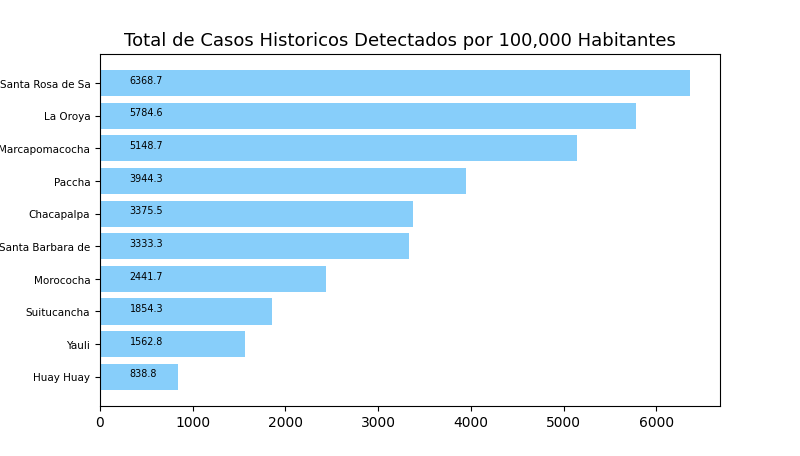 Total de Casos Historicos Detectados por 100,000 Habitantes
Santa Rosa de Sa 6368.7
La Oroya 5784.6
Marcapomacocha 5148.7
Paccha 3944.3
Chacapalpa 3375.5
Santa Barbara de 3333.3
Morococha 2441.7
Suitucancha 1854.3
Yauli 1562.8
Huay Huay 838.8
0 1000 2000 3000 4000 5000 6000